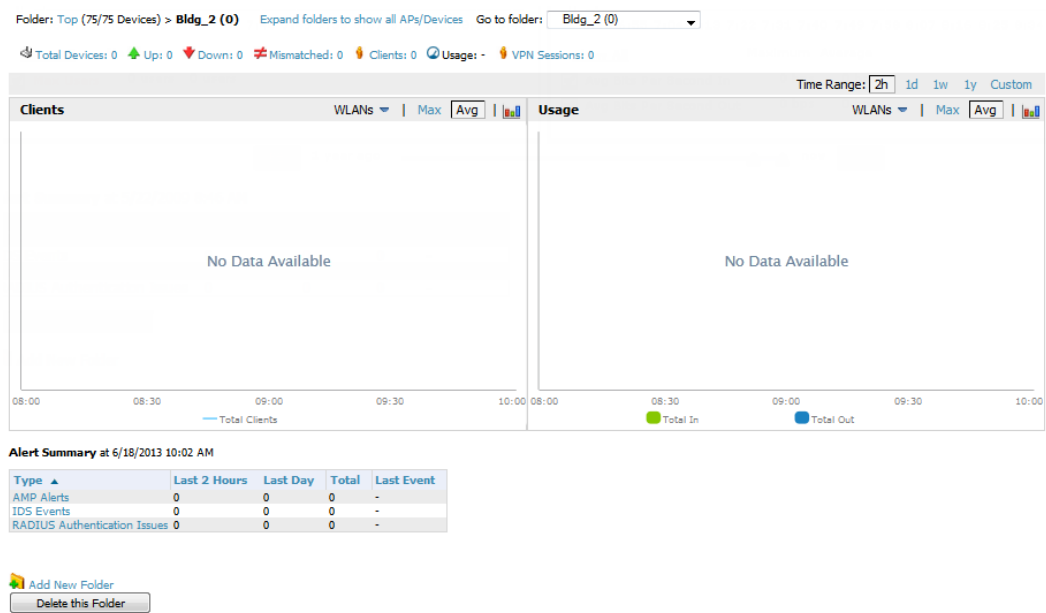 Folder: Top (75/75 Devices) > Bldg_2 (0) Expand folders to show all APs/Devices Go to folder: Bldg_2 (0)
Total Devices: 0 Up: 0 Down: 0 Mismatched: 0 Clients: 0 Usage: - VPN Sessions: 0
Time Range: 2h 1d 1w 1y Custom
Clients WLANs | Max Avg |
Usage WLANs | Max Avg |
No Data Available
No Data Available
08:00 08:30 09:00 09:30 10:00
08:00 08:30 09:00 09:30 10:00
Total Clients
Total In Total Out
Alert Summary at 6/18/2013 10:02 AM
Type Last 2 Hours Last Day Total Last Event
AMP Alerts 0 0 0 -
IDS Events 0 0 0 -
RADIUS Authentication Issues 0 0 0 -
Add New Folder
Delete this Folder